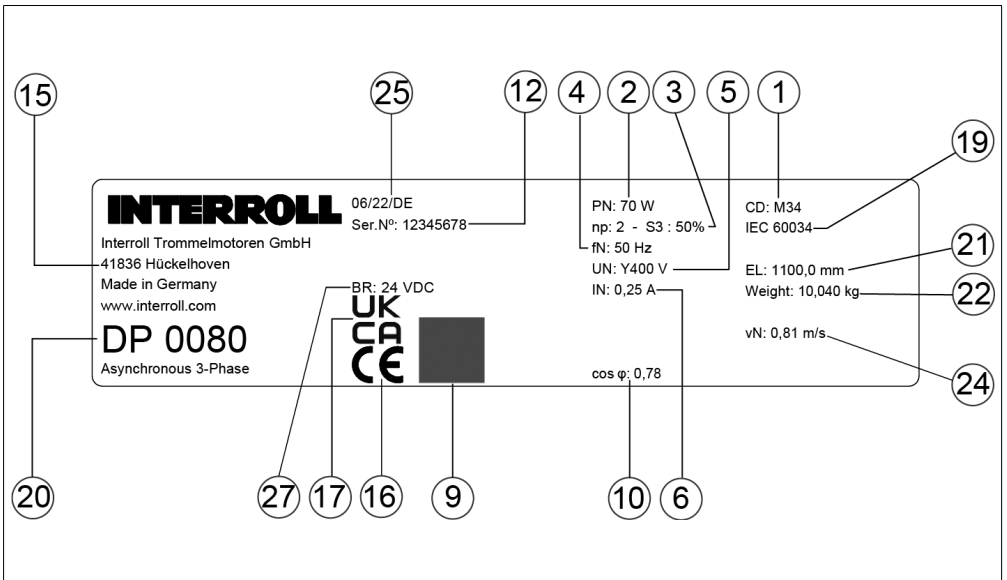 15
25
12
4
2
3
5
1
19
INTERROLL
06/22/DE
Ser.Nº: 12345678
Interroll Trommelmotoren GmbH
41836 Hückelhoven
Made in Germany
www.interroll.com
DP 0080
Asynchronous 3-Phase
BR: 24 VDC
UK
CA
CE
PN: 70 W
np: 2 - S3 : 50%
fN: 50 Hz
UN: Y400 V
IN: 0,25 A
cos φ: 0,78
CD: M34
IEC 60034
EL: 1100,0 mm
Weight: 10,040 kg
vN: 0,81 m/s
21
22
24
20
27
17
16
9
10
6